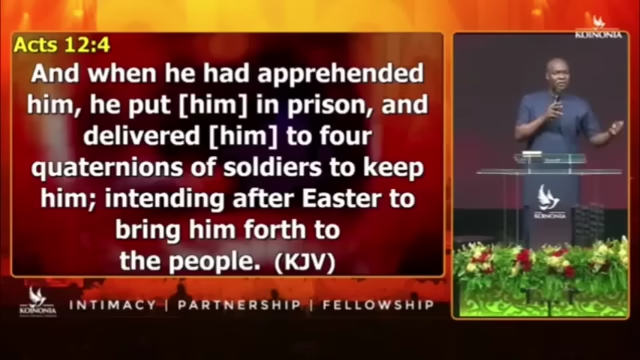 Acts 12:4
And when he had apprehended
him, he put [him] in prison, and
delivered [him] to four
quaternions of soldiers to keep
him; intending after Easter to
bring him forth to
the people. (KJV)
KOINONIA
KOINONIA
KOINONIA
INTIMACY | PARTNERSHIP | FELLOWSHIP